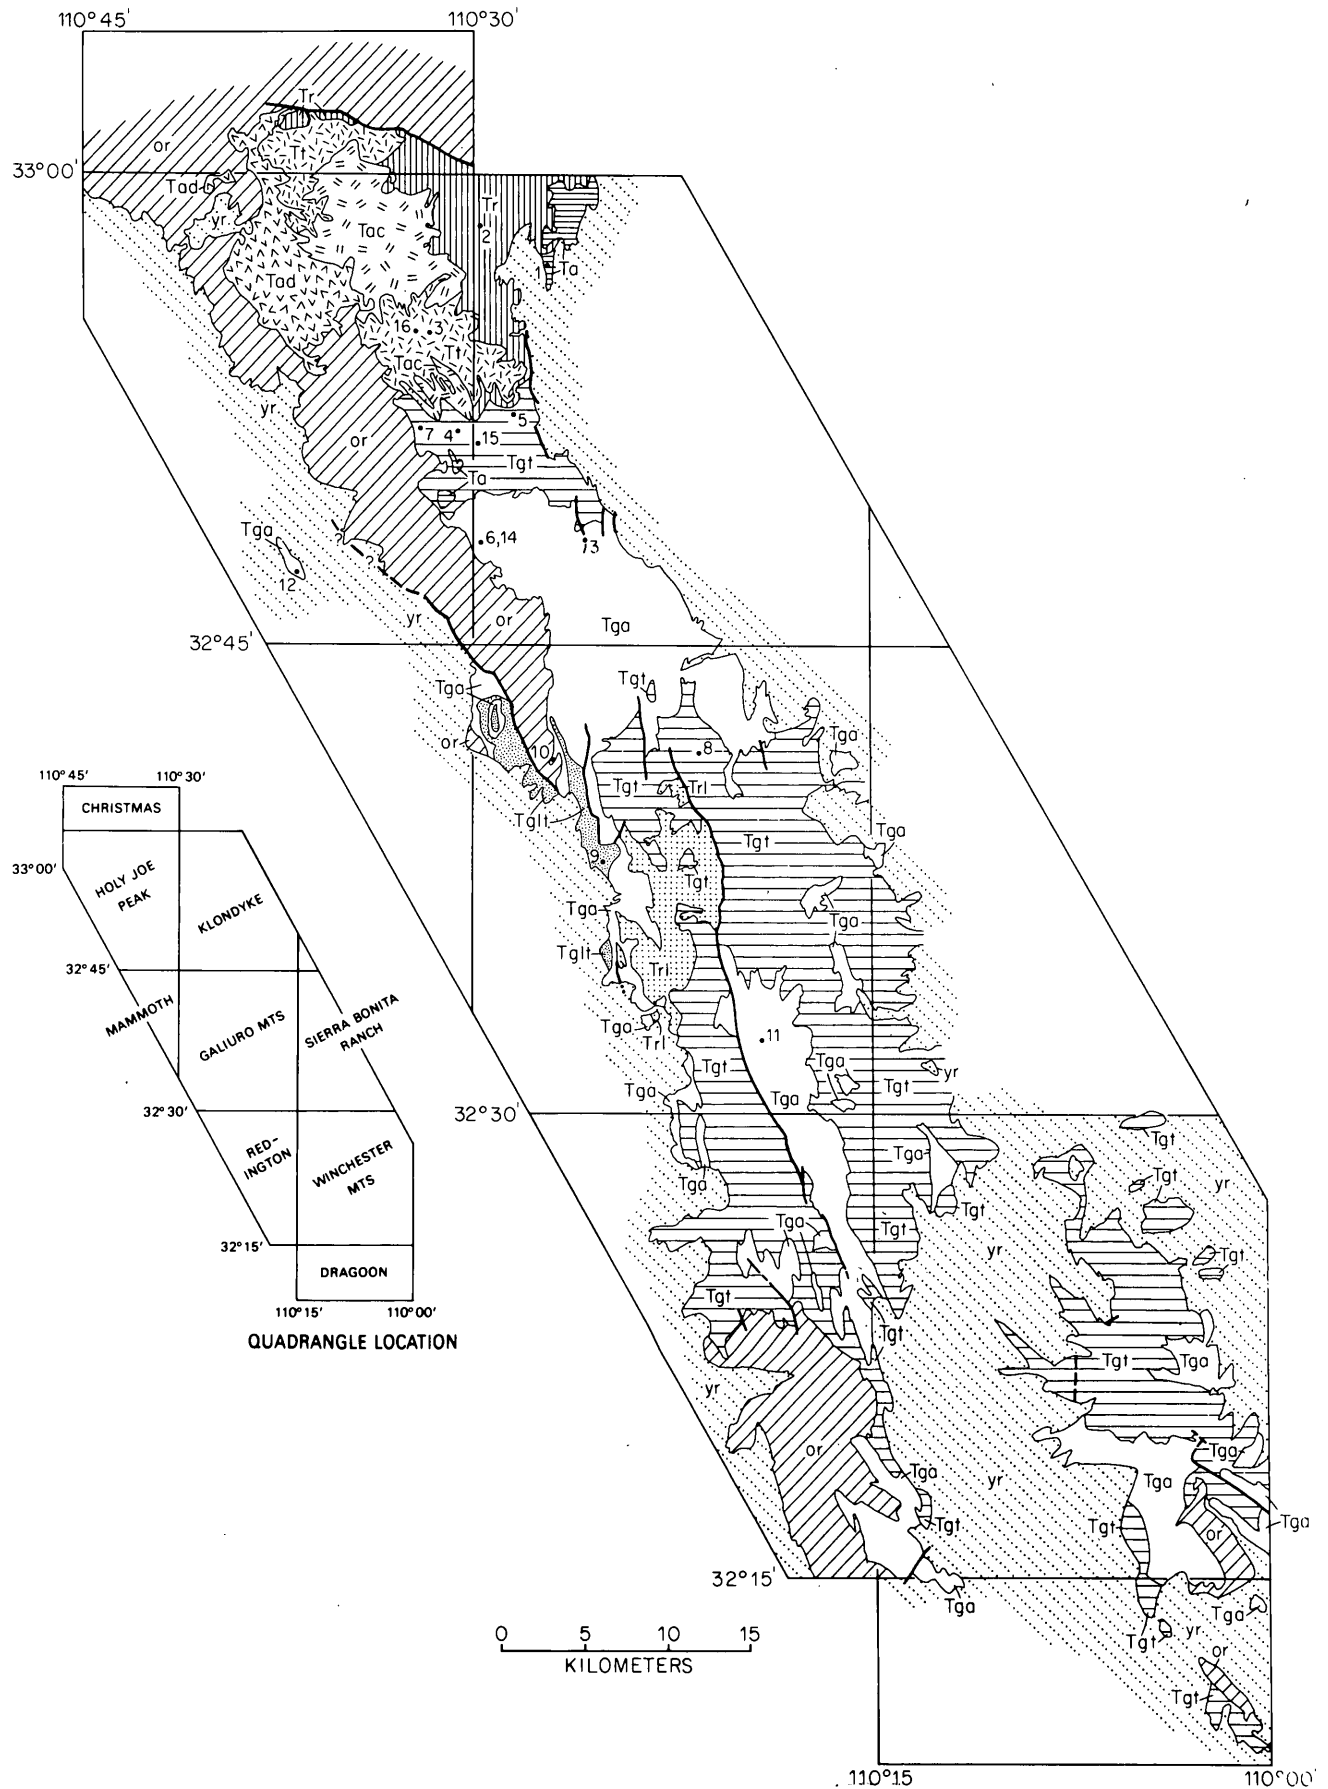 110°45'
110°30'
Tr
or
Tt
33°00'
Tad
yr
Tr
Tac
2
1
Ta
Tad
16
3
Tac
Tt
yr
5
7
4
15
or
Tgt
Ta
Tga
6,14
13
12
yr
or
Tga
32°45'
Tgt
Tga
or
8
Tga
10
Tgt
Trl
Tglt
Tgt
Tga
9
Tgt
Tga
Tga
Tglt
Trl
Tga
Trl
11
Tgt
Tga
Tgt
yr
Tga
Tga
32°30'
Tgt
Tga
Tga
Tgt
yr
Tgt
Tga
Tgt
yr
Tgt
Tgt
Tgt
Tgt
Tga
yr
or
Tga
Tga
yr
Tga
Tgt
Tgt
or
Tga
32°15'
Tga
Tga
Tgt
yr
or
Tgt
110°15
110°00'
110°45'
110°30'
CHRISTMAS
33°00'
HOLY JOE
PEAK
KLONDYKE
32°45'
MAMMOTH
GALIURO MTS
SIERRA BONITA
RANCH
32°30'
RED-
INGTON
WINCHESTER
MTS
32°15'
DRAGOON
110°15'
110°00'
QUADRANGLE LOCATION
0 5 10 15
KILOMETERS